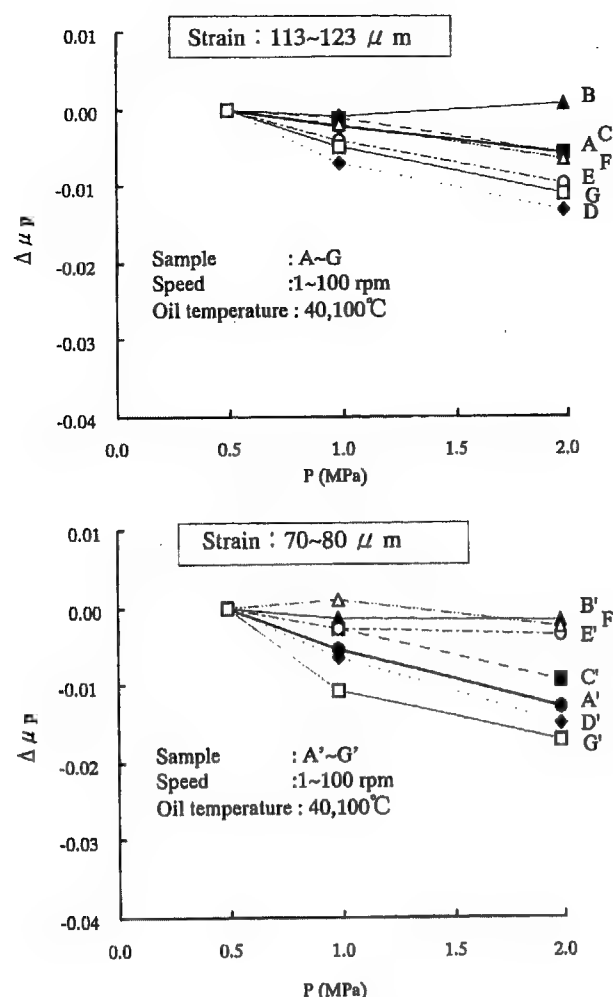 Strain : 113~123 μ m
0.01
0.00
-0.01
-0.02
-0.03
-0.04
Δ μ p
B
C
A
F
E
G
D
Sample : A~G
Speed :1~100 rpm
Oil temperature : 40,100℃
0.0 0.5 1.0 1.5 2.0
P (MPa)
Strain : 70~80 μ m
0.01
0.00
-0.01
-0.02
-0.03
-0.04
Δ μ p
B'
F
E'
C'
A'
D'
G'
Sample : A'~G'
Speed :1~100 rpm
Oil temperature : 40,100℃
0.0 0.5 1.0 1.5 2.0
P (MPa)